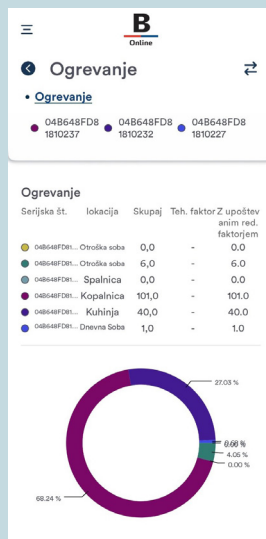 B
Online
Ogrevanje
• Ogrevanje
04B648FD8 04B648FD8 04B648FD8
1810237 1810232 1810227
Ogrevanje
Serijska št. lokacija Skupaj Teh. faktor Z upoštev
anim red.
faktorjem
04B648FD81... Otroška soba 0,0 - 0.0
04B648FD81... Otroška soba 6,0 - 6.0
04B648FD81... Spalnica 0,0 - 0.0
04B648FD81... Kopalnica 101,0 - 101.0
04B648FD81... Kuhinja 40,0 - 40.0
04B648FD81... Dnevna Soba 1,0 - 1.0
27.03 %
4.05 %
0.00 %
68.24 %